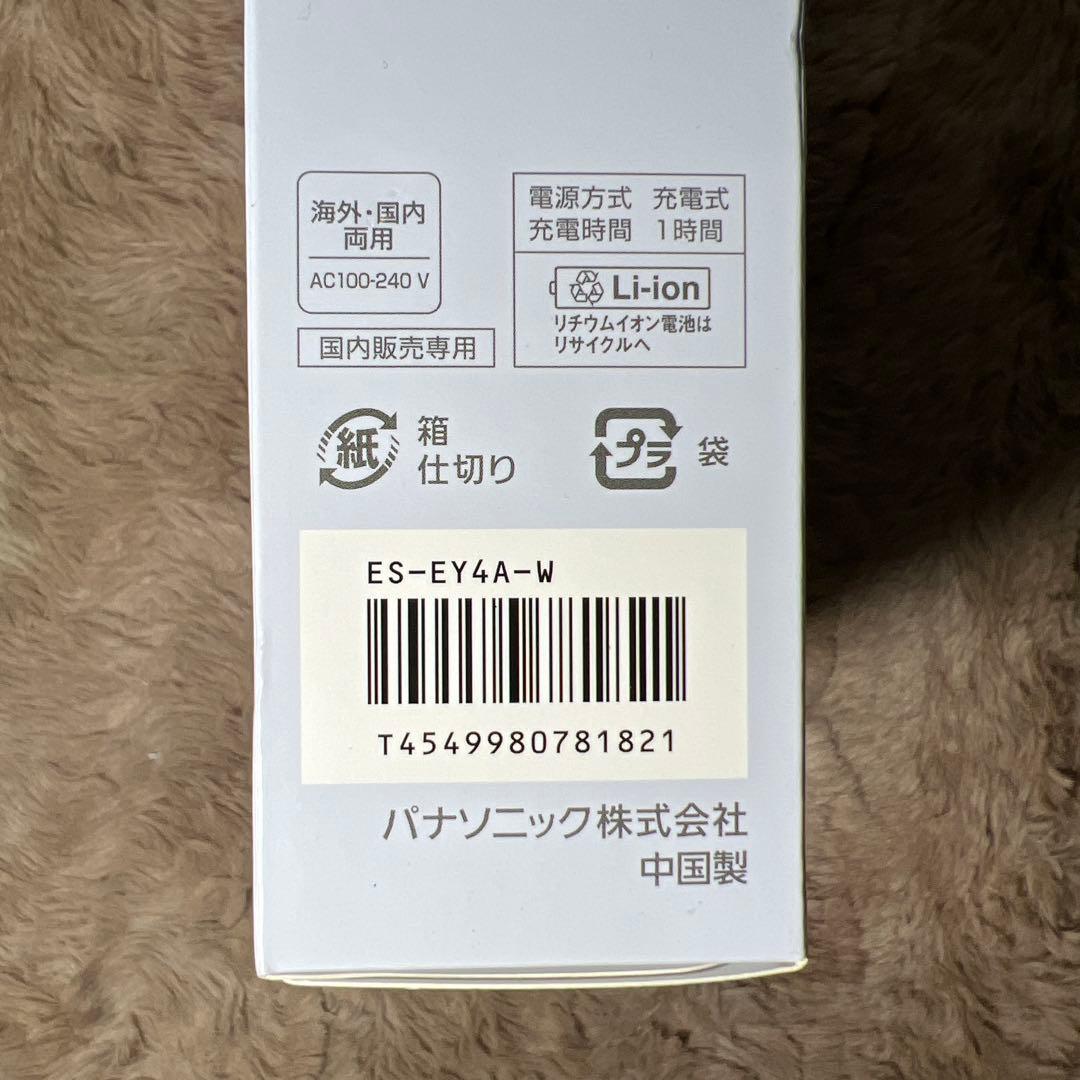 海外・国内
両用
AC100-240 V
国内販売専用
電源方式 充電式
充電時間 1時間
Li-ion
リチウムイオン電池は
リサイクルへ
紙
箱
仕切り
プラ
袋
ES-EY4A-W
T4549980781821
パナソニック株式会社
中国製